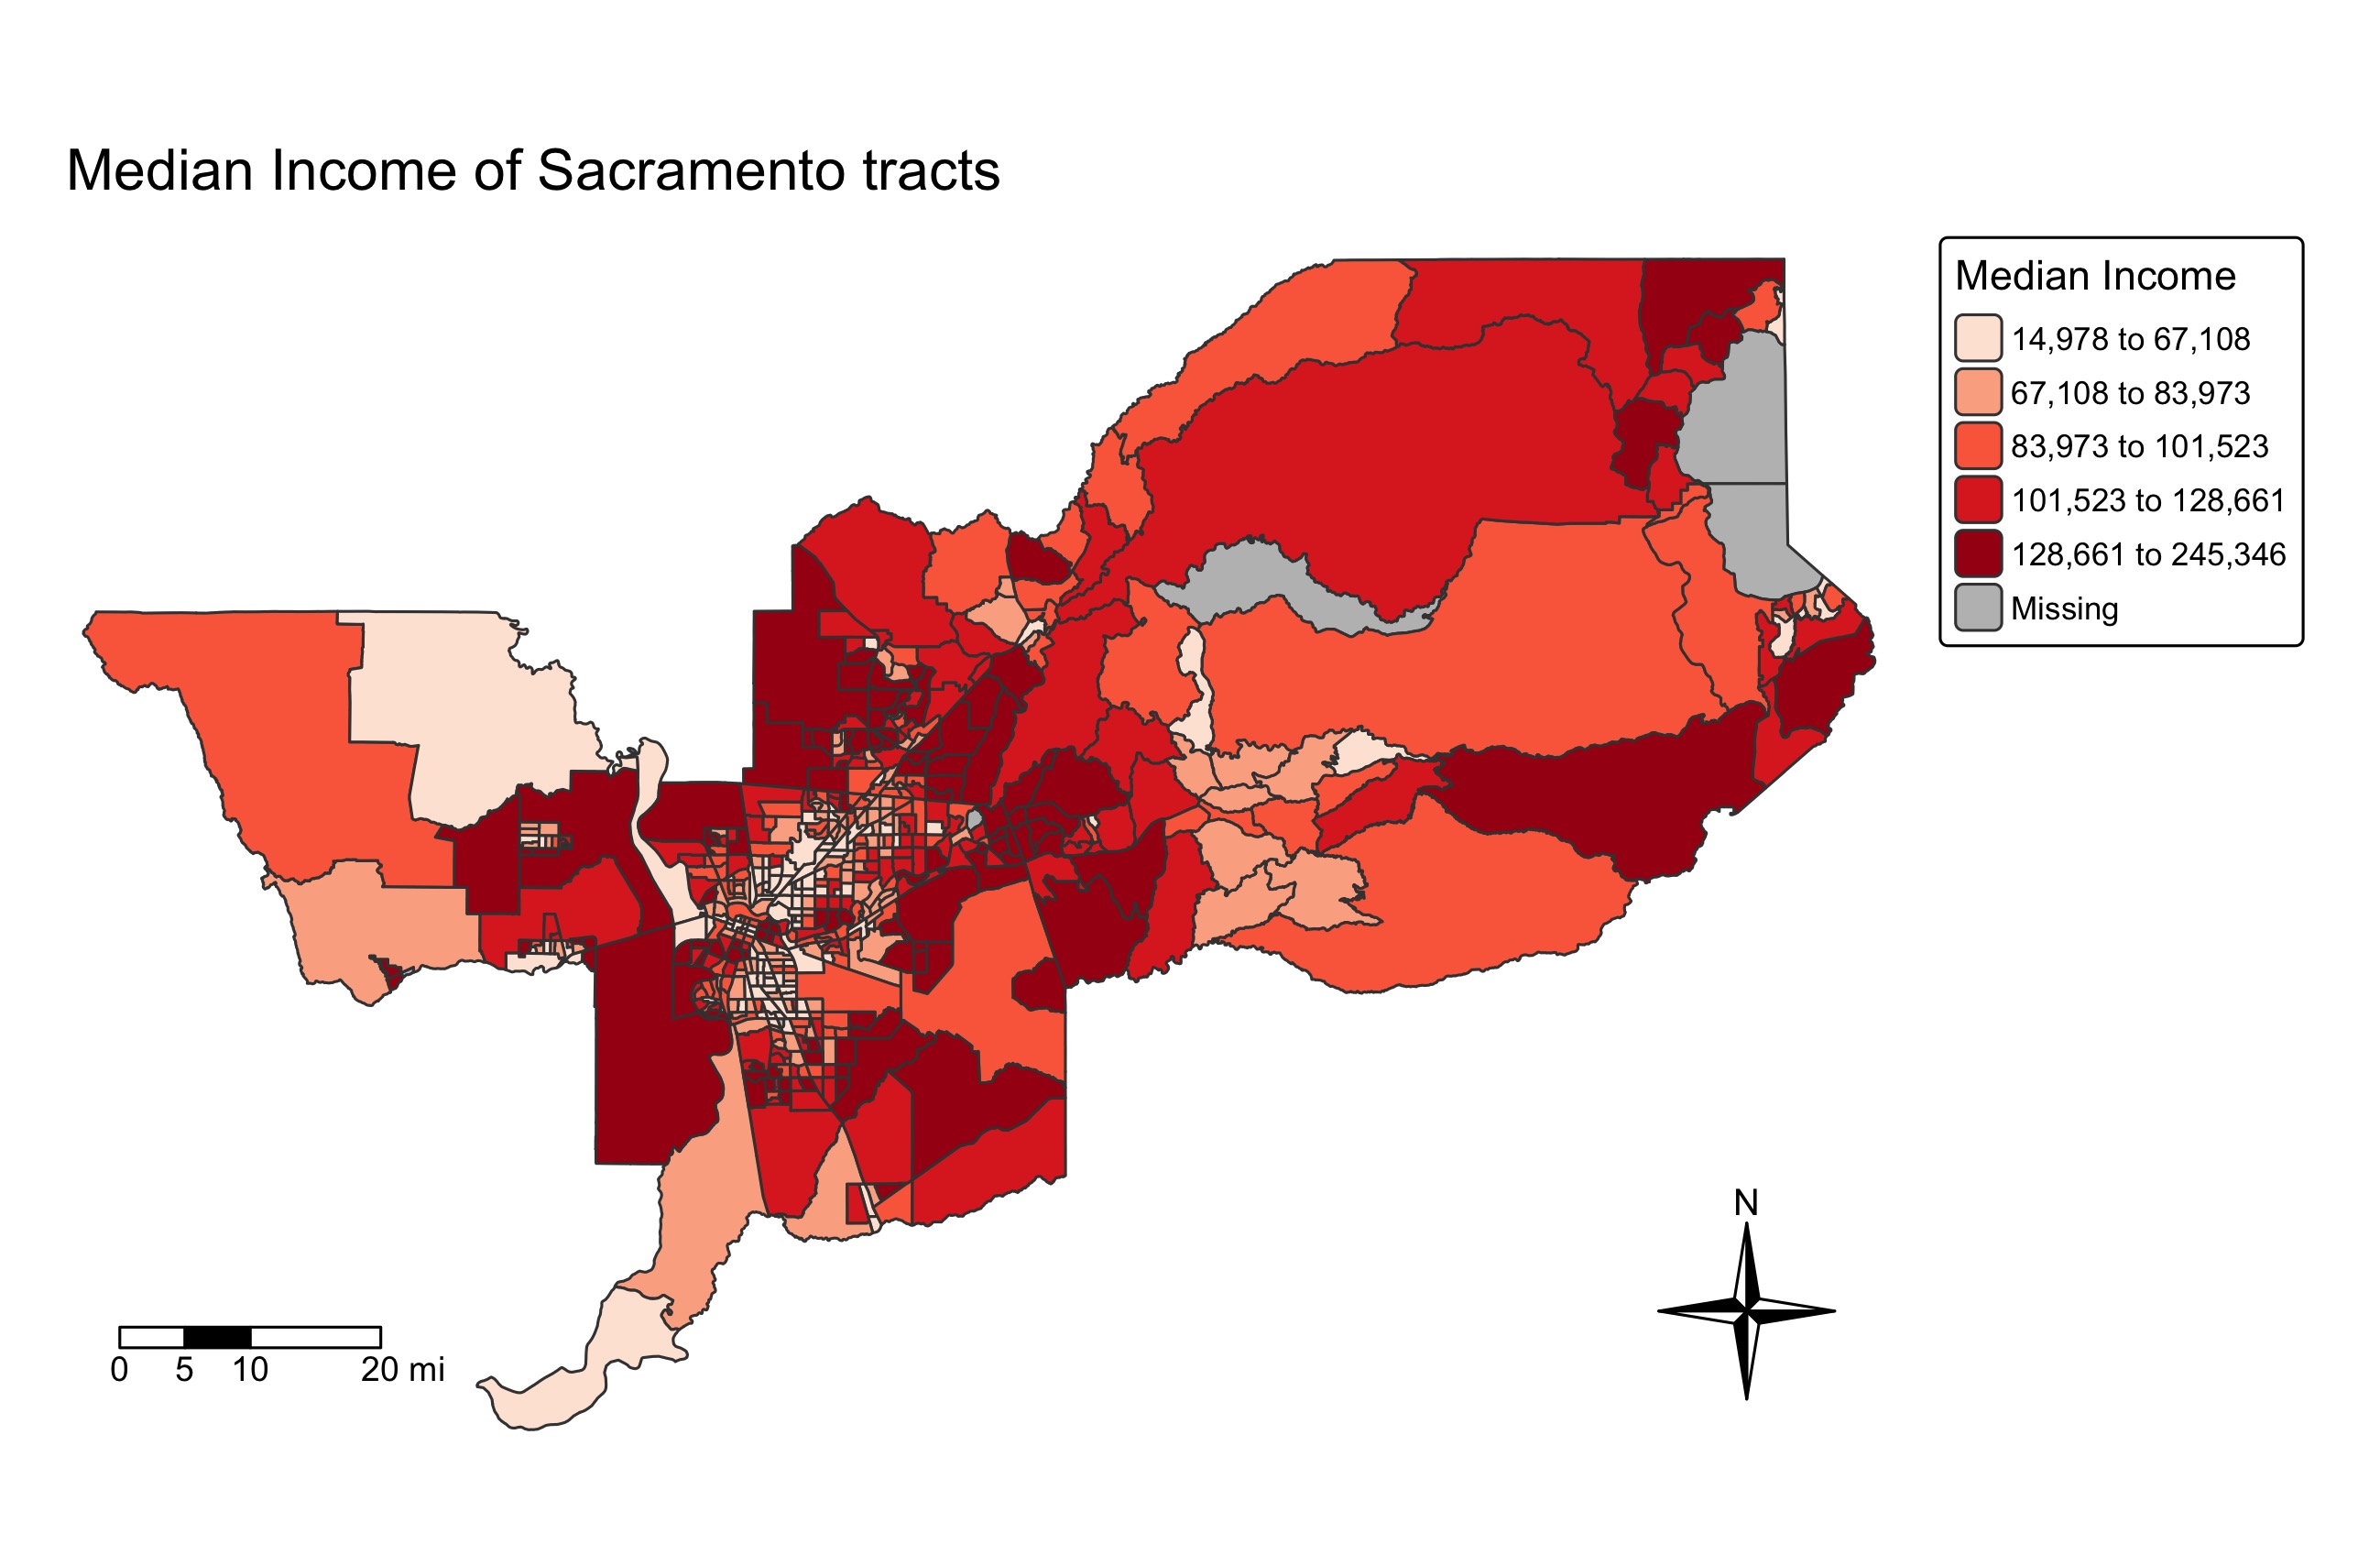 Median Income of Sacramento tracts
Median Income
14,978 to 67,108
67,108 to 83,973
83,973 to 101,523
101,523 to 128,661
128,661 to 245,346
Missing
N
0 5 10 20 mi